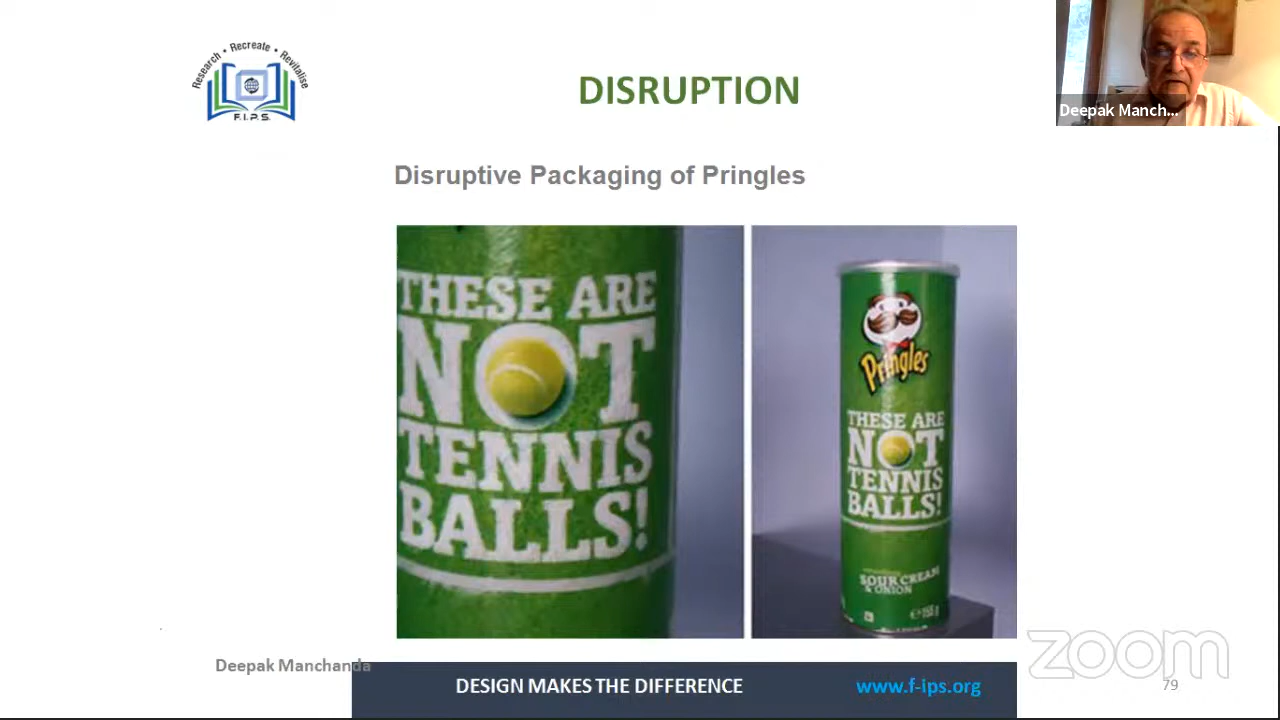 Research • Recreate • Revitalise
F.I.P.S.
DISRUPTION
Deepak Manch...
Disruptive Packaging of Pringles
THESE ARE
NOT
TENNIS
BALLS!
Pringles
THESE ARE
NOT
TENNIS
BALLS!
SOUR CREAM
& ONION
zoom
Deepak Manchanda
DESIGN MAKES THE DIFFERENCE
www.f-ips.org
79